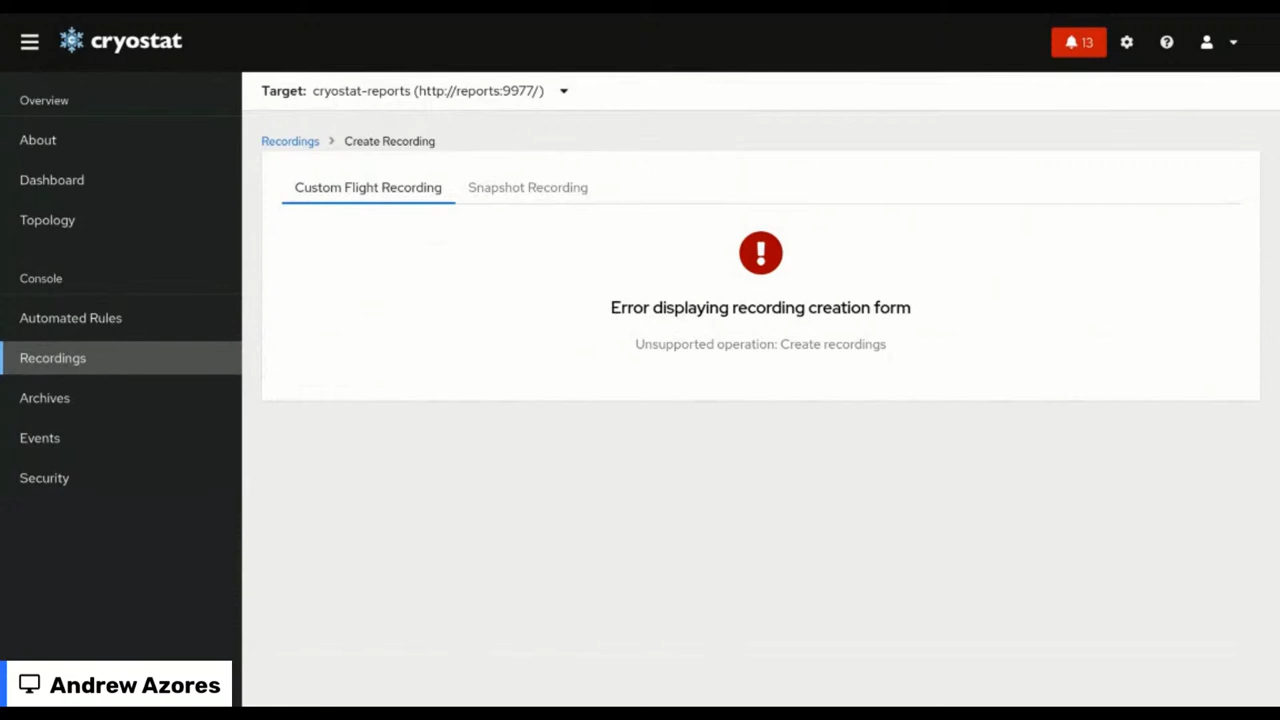 cryostat
13
Target: cryostat-reports (http://reports:9977/)
Overview
About
Dashboard
Topology
Console
Automated Rules
Recordings
Archives
Events
Security
Recordings > Create Recording
Custom Flight Recording Snapshot Recording
Error displaying recording creation form
Unsupported operation: Create recordings
Andrew Azores